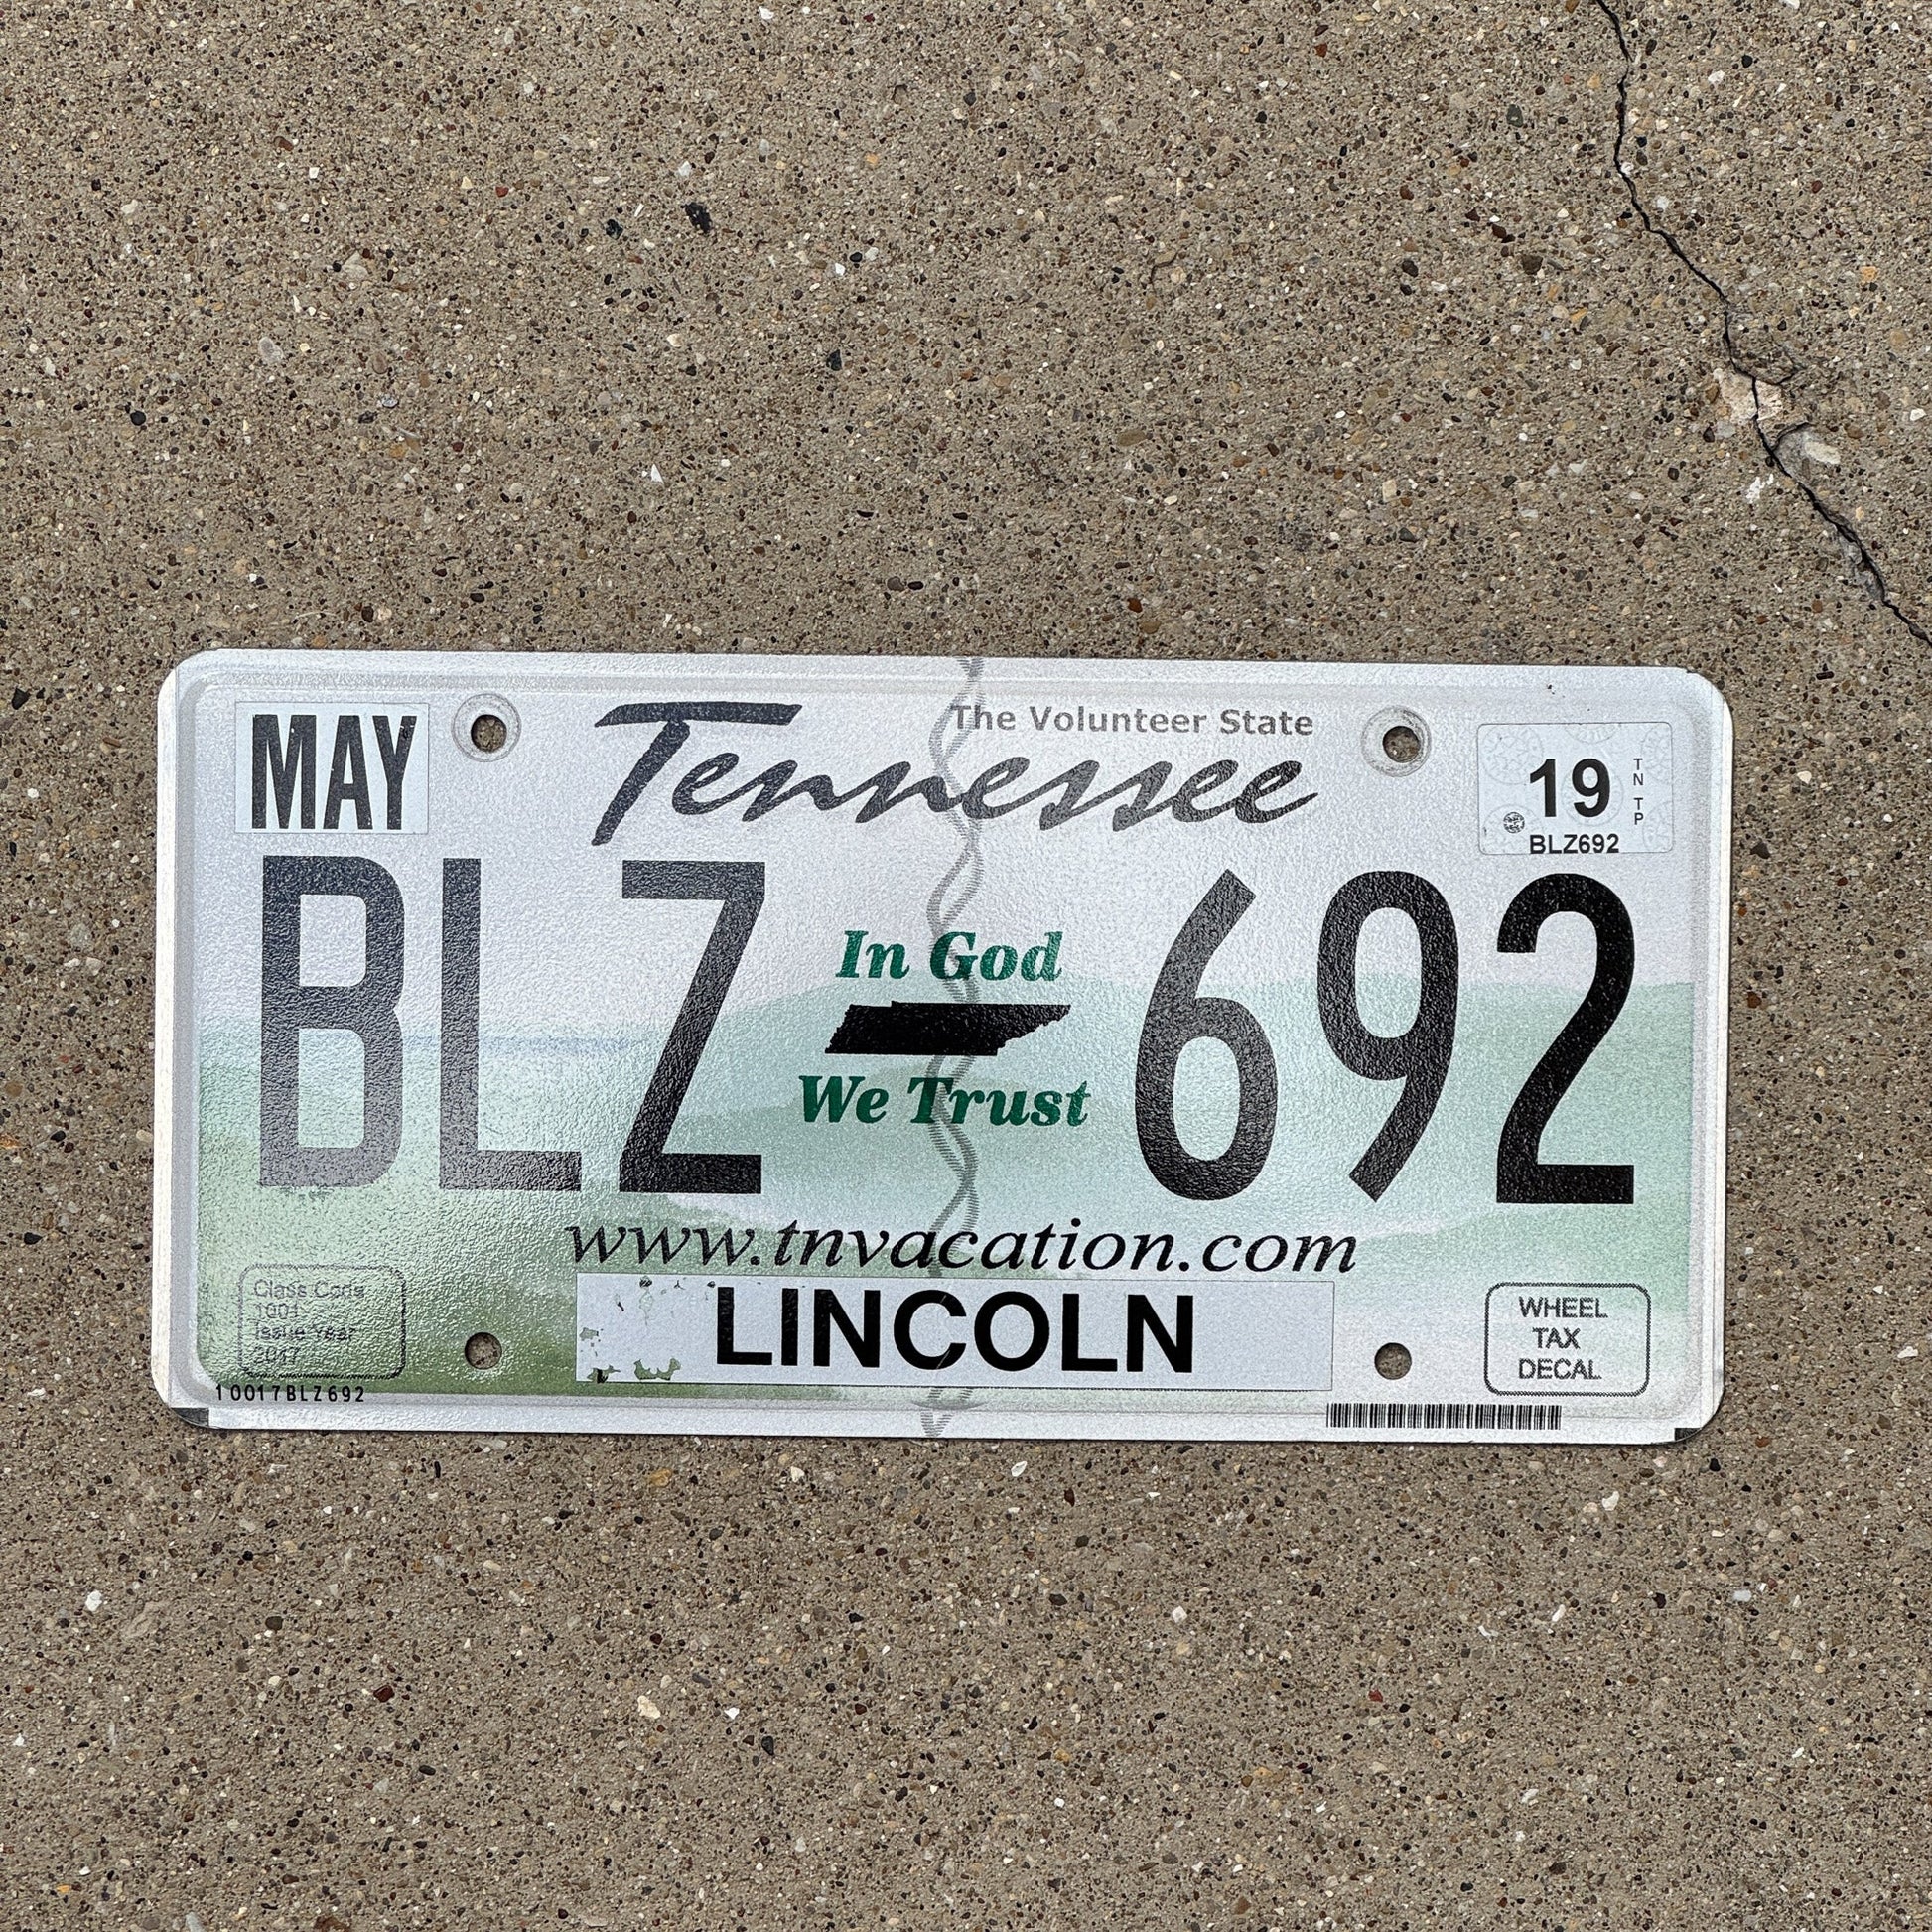 MAY
The Volunteer State
Tennessee
19
TN TP
BLZ692
BLZ 692
In God
We Trust
www.tnvacation.com
LINCOLN
Class Code
1001
Issue Year
2017
WHEEL
TAX
DECAL
10017BLZ692